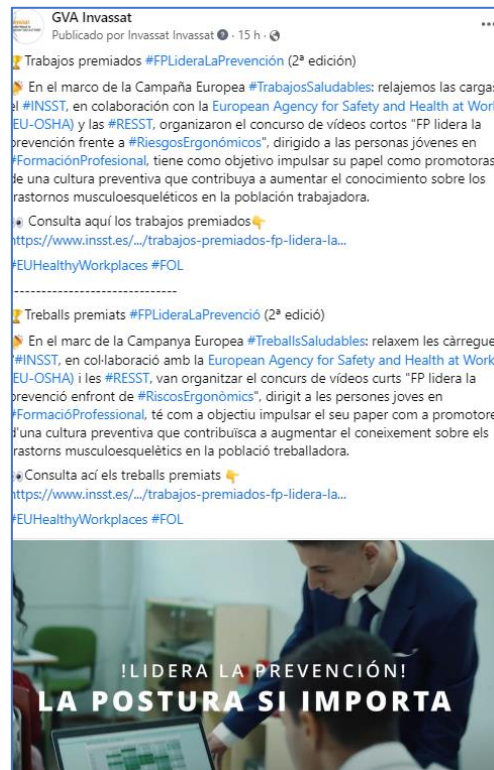 GVA Invassat
Publicado por Invassat Invassat · 15 h ·
Trabajos premiados #FPLideraLaPrevención (2ª edición)
En el marco de la Campaña Europea #TrabajosSaludables: relajemos las cargas
el #INSST, en colaboración con la European Agency for Safety and Health at Work
(EU-OSHA) y las #RESST, organizaron el concurso de vídeos cortos "FP lidera la
prevención frente a #RiesgosErgonómicos", dirigido a las personas jóvenes en
#FormaciónProfesional, tiene como objetivo impulsar su papel como promotoras
de una cultura preventiva que contribuya a aumentar el conocimiento sobre los
trastornos musculoesqueléticos en la población trabajadora.
Consulta aquí los trabajos premiados
https://www.insst.es/.../trabajos-premiados-fp-lidera-la...
#EUHealthyWorkplaces #FOL
------------------------------
Treballs premiats #FPLideraLaPrevenció (2ª edició)
En el marc de la Campanya Europea #TreballsSaludables: relaxem les càrregue
l'#INSST, en col·laboració amb la European Agency for Safety and Health at Work
(EU-OSHA) i les #RESST, van organitzar el concurs de vídeos curts "FP lidera la
prevenció enfront de #RiscosErgonòmics", dirigit a les persones joves en
#FormacióProfessional, té com a objectiu impulsar el seu paper com a promotore
d'una cultura preventiva que contribuïsca a augmentar el coneixement sobre els
trastorns musculoesquelètics en la població treballadora.
Consulta ací els treballs premiats
https://www.insst.es/.../trabajos-premiados-fp-lidera-la...
#EUHealthyWorkplaces #FOL
!LIDERA LA PREVENCIÓN!
LA POSTURA SI IMPORTA